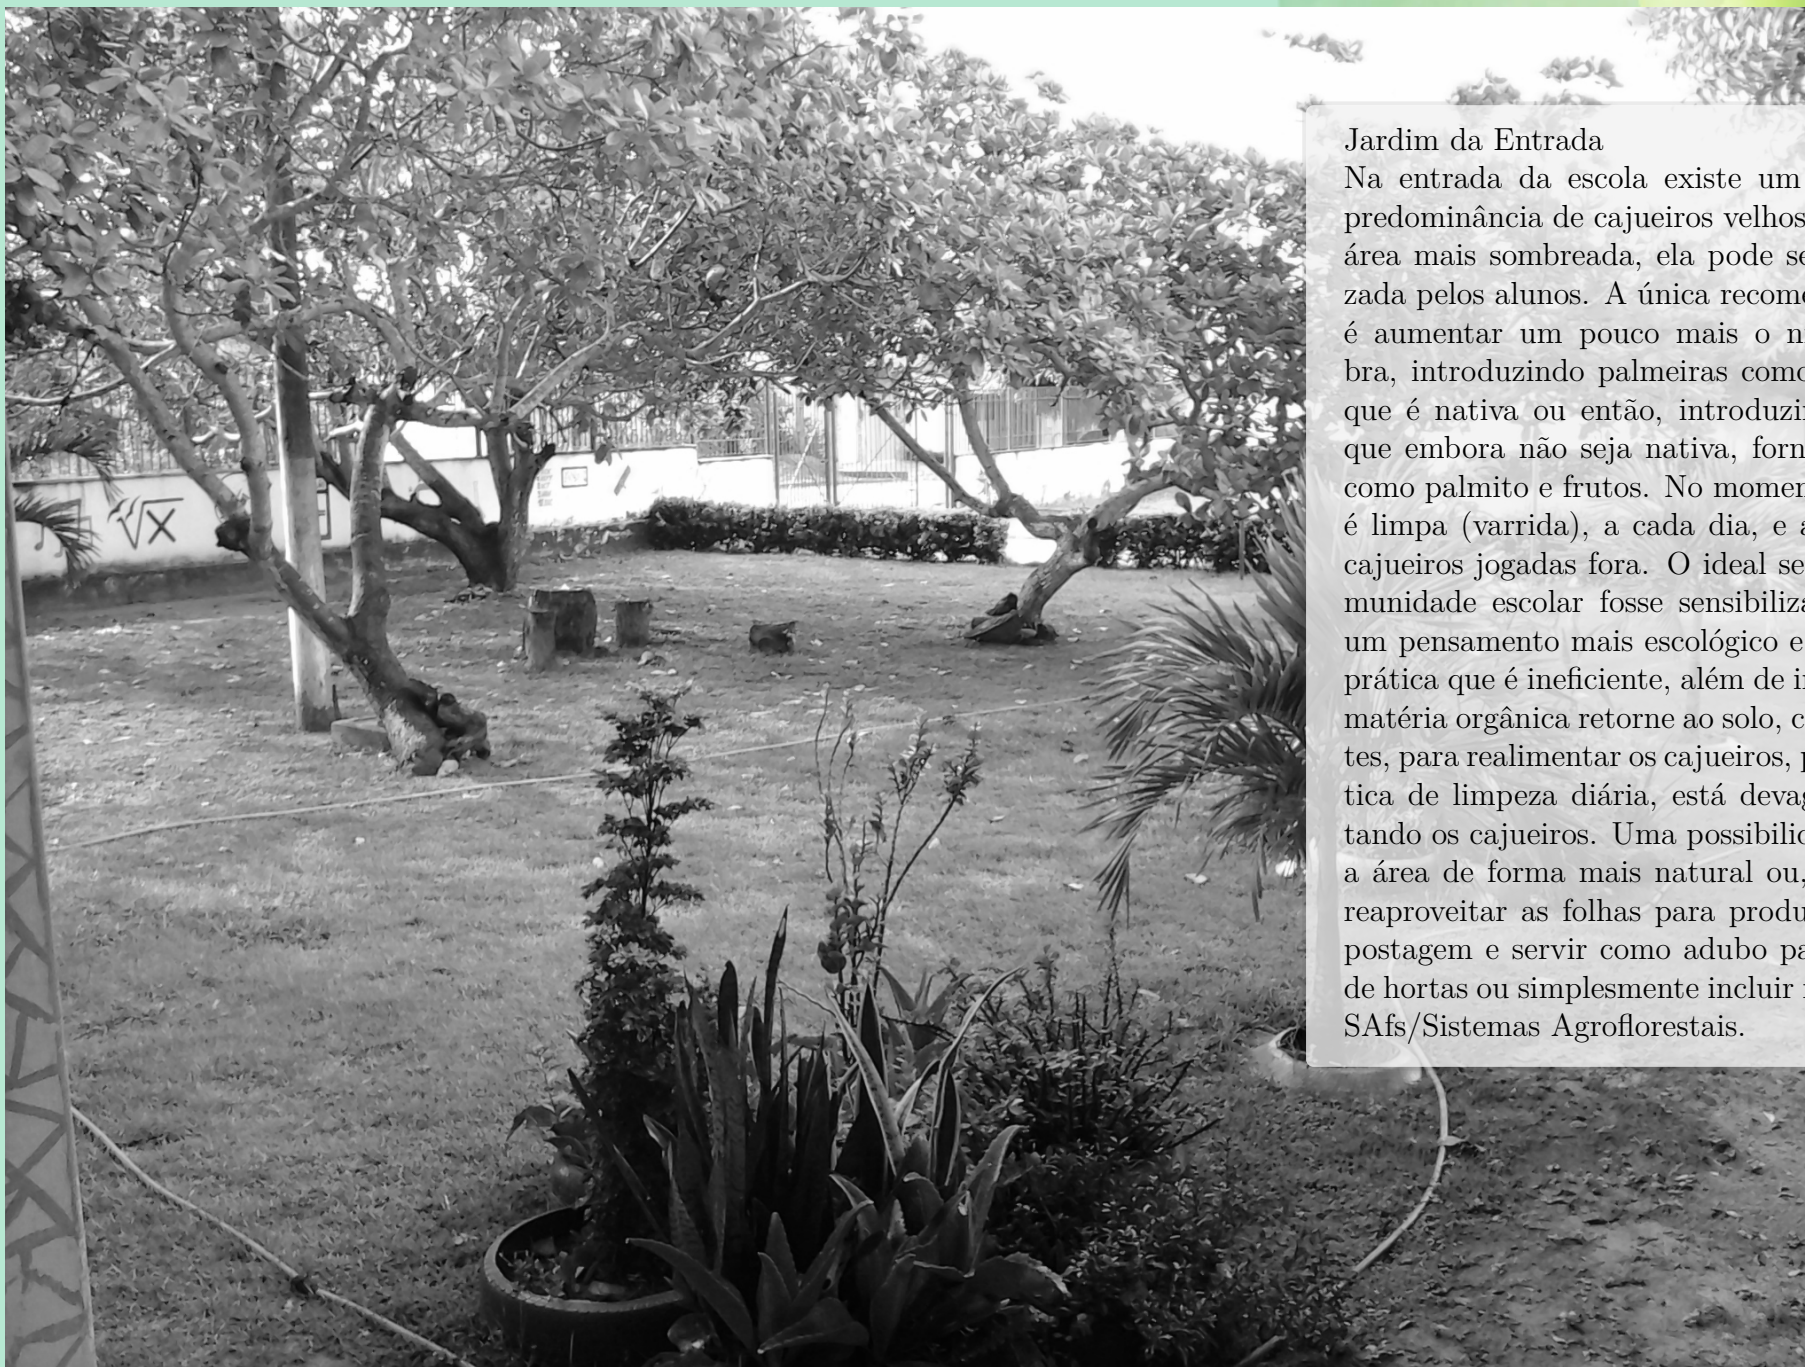 Jardim da Entrada
Na entrada da escola existe um
predominância de cajueiros velhos
área mais sombreada, ela pode se
zada pelos alunos. A única recome
é aumentar um pouco mais o n
bra, introduzindo palmeiras como
que é nativa ou então, introduzi
que embora não seja nativa, forn
como palmito e frutos. No momen
é limpa (varrida), a cada dia, e a
cajueiros jogadas fora. O ideal se
munidade escolar fosse sensibiliza
um pensamento mais escológico e
prática que é ineficiente, além de i
matéria orgânica retorne ao solo, c
tes, para realimentar os cajueiros, p
tica de limpeza diária, está devag
tando os cajueiros. Uma possibilid
a área de forma mais natural ou,
reaproveitar as folhas para produ
postagem e servir como adubo pa
de hortas ou simplesmente incluir
SAfs/Sistemas Agroflorestais.
√x